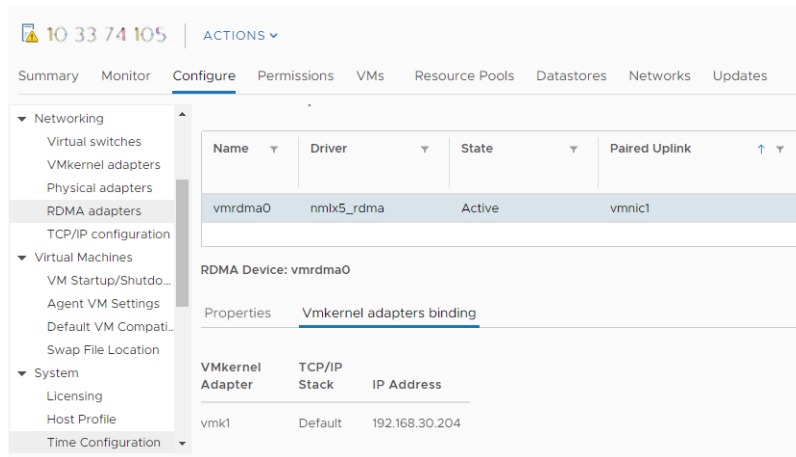 10 33 74 105 ACTIONS
Summary Monitor Configure Permissions VMs Resource Pools Datastores Networks Updates
Networking
Virtual switches
VMkernel adapters
Physical adapters
RDMA adapters
TCP/IP configuration
Virtual Machines
VM Startup/Shutdo...
Agent VM Settings
Default VM Compati...
Swap File Location
System
Licensing
Host Profile
Time Configuration
Name Driver State Paired Uplink
vmrdma0 nmlx5_rdma Active vmnic1
RDMA Device: vmrdma0
Properties Vmkernel adapters binding
VMkernel TCP/IP
Adapter Stack IP Address
vmk1 Default 192.168.30.204